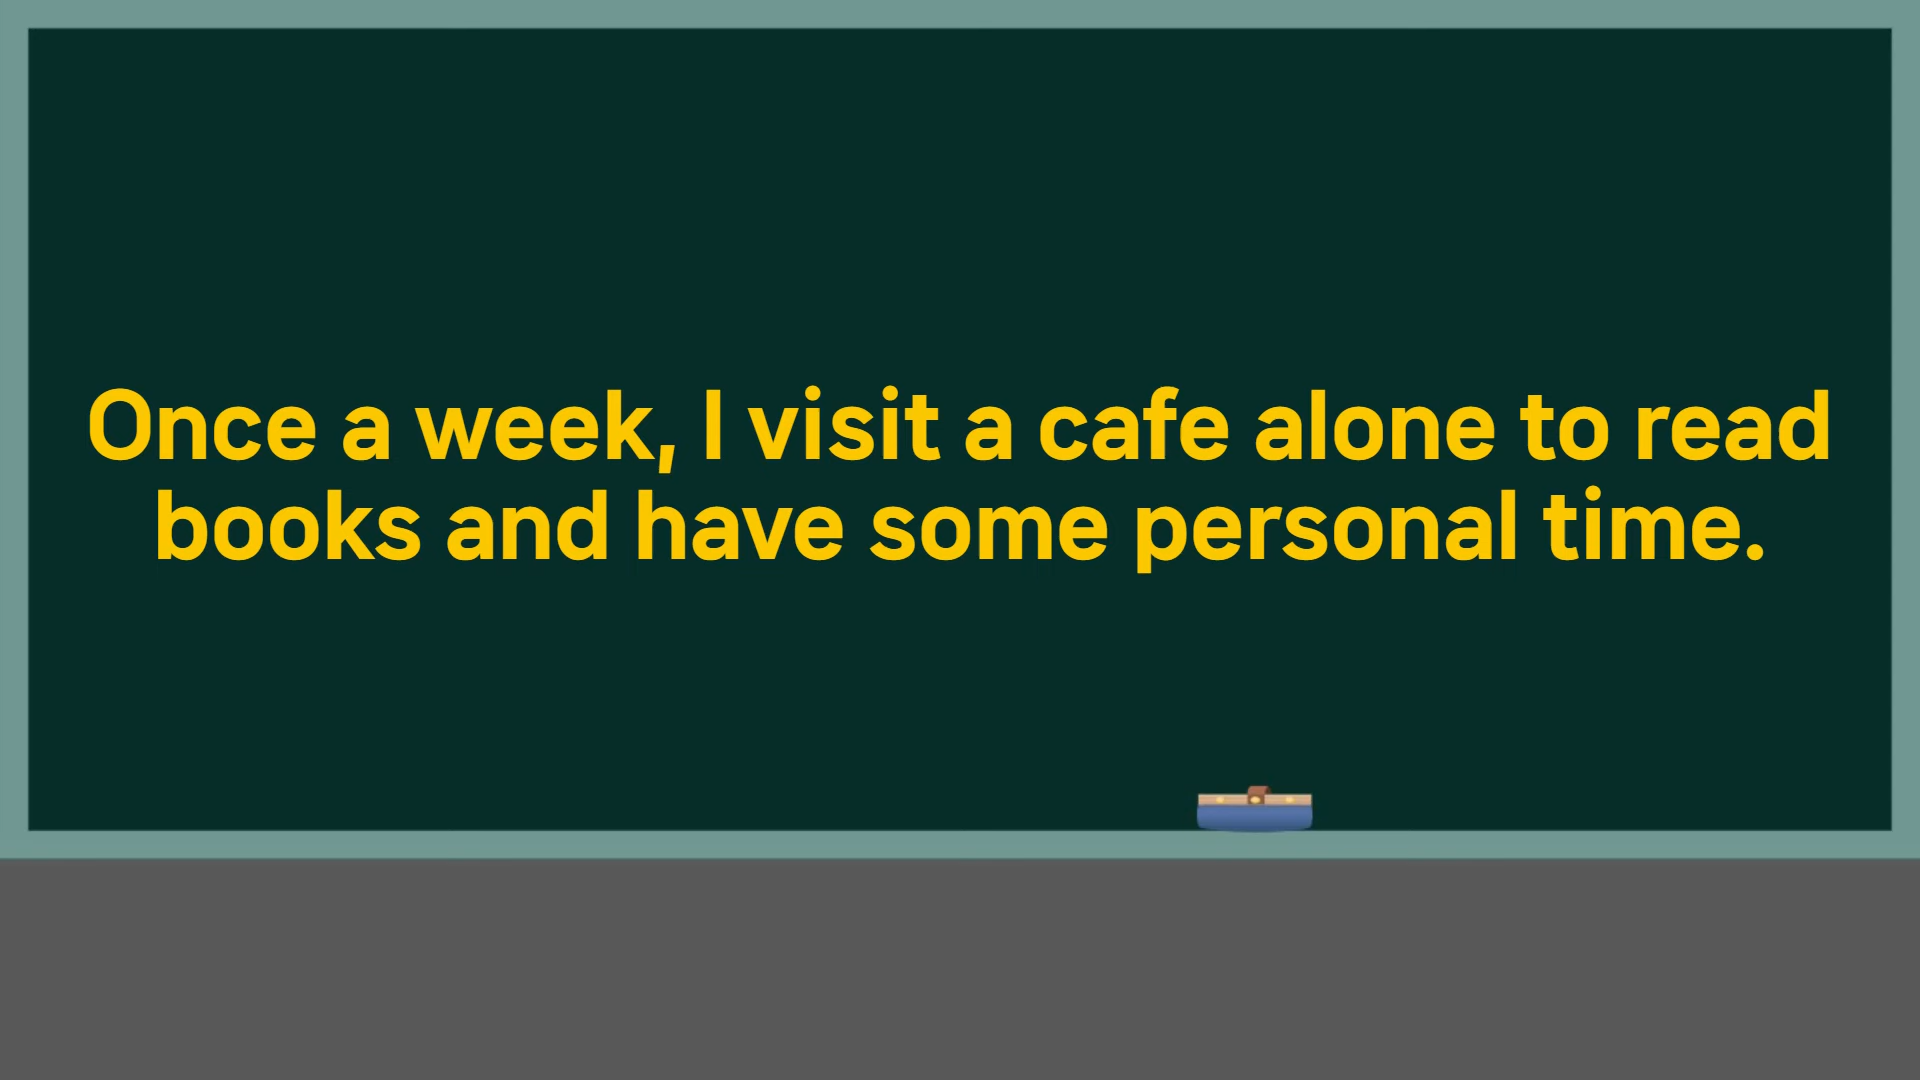 Once a week, I visit a cafe alone to read
books and have some personal time.